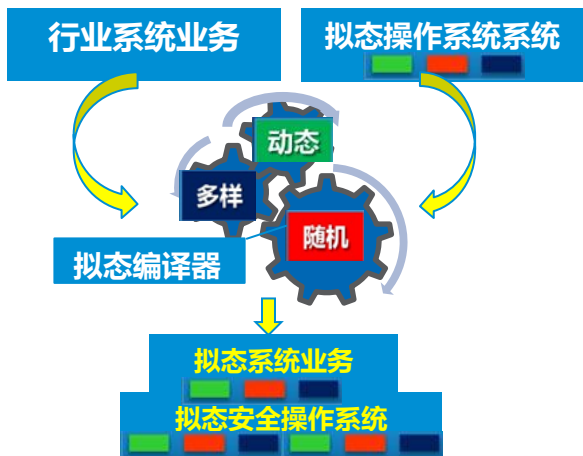 行业系统业务
拟态操作系统系统
动态
多样
随机
拟态编译器
拟态系统业务
拟态安全操作系统